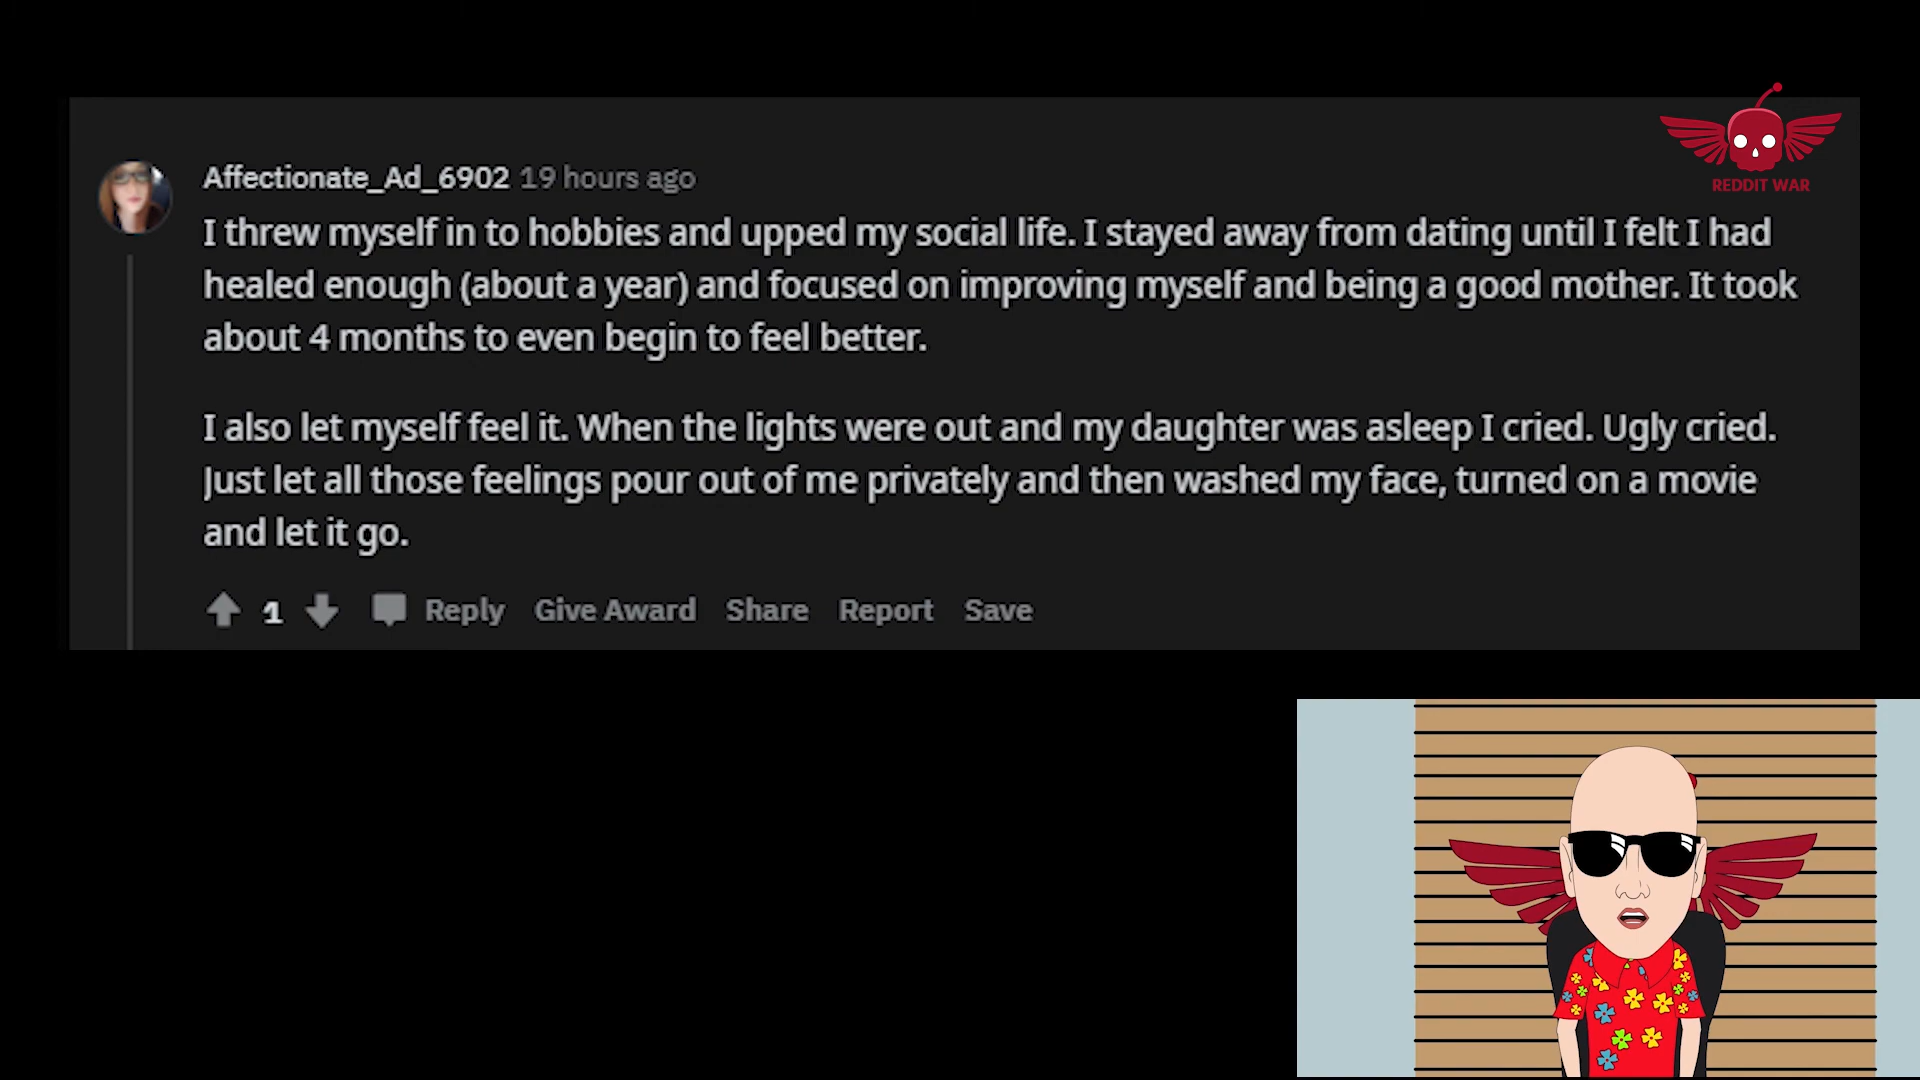 REDDIT WAR
Affectionate_Ad_6902 19 hours ago
I threw myself in to hobbies and upped my social life. I stayed away from dating until I felt I had
healed enough (about a year) and focused on improving myself and being a good mother. It took
about 4 months to even begin to feel better.
I also let myself feel it. When the lights were out and my daughter was asleep I cried. Ugly cried.
Just let all those feelings pour out of me privately and then washed my face, turned on a movie
and let it go.
1 Reply Give Award Share Report Save